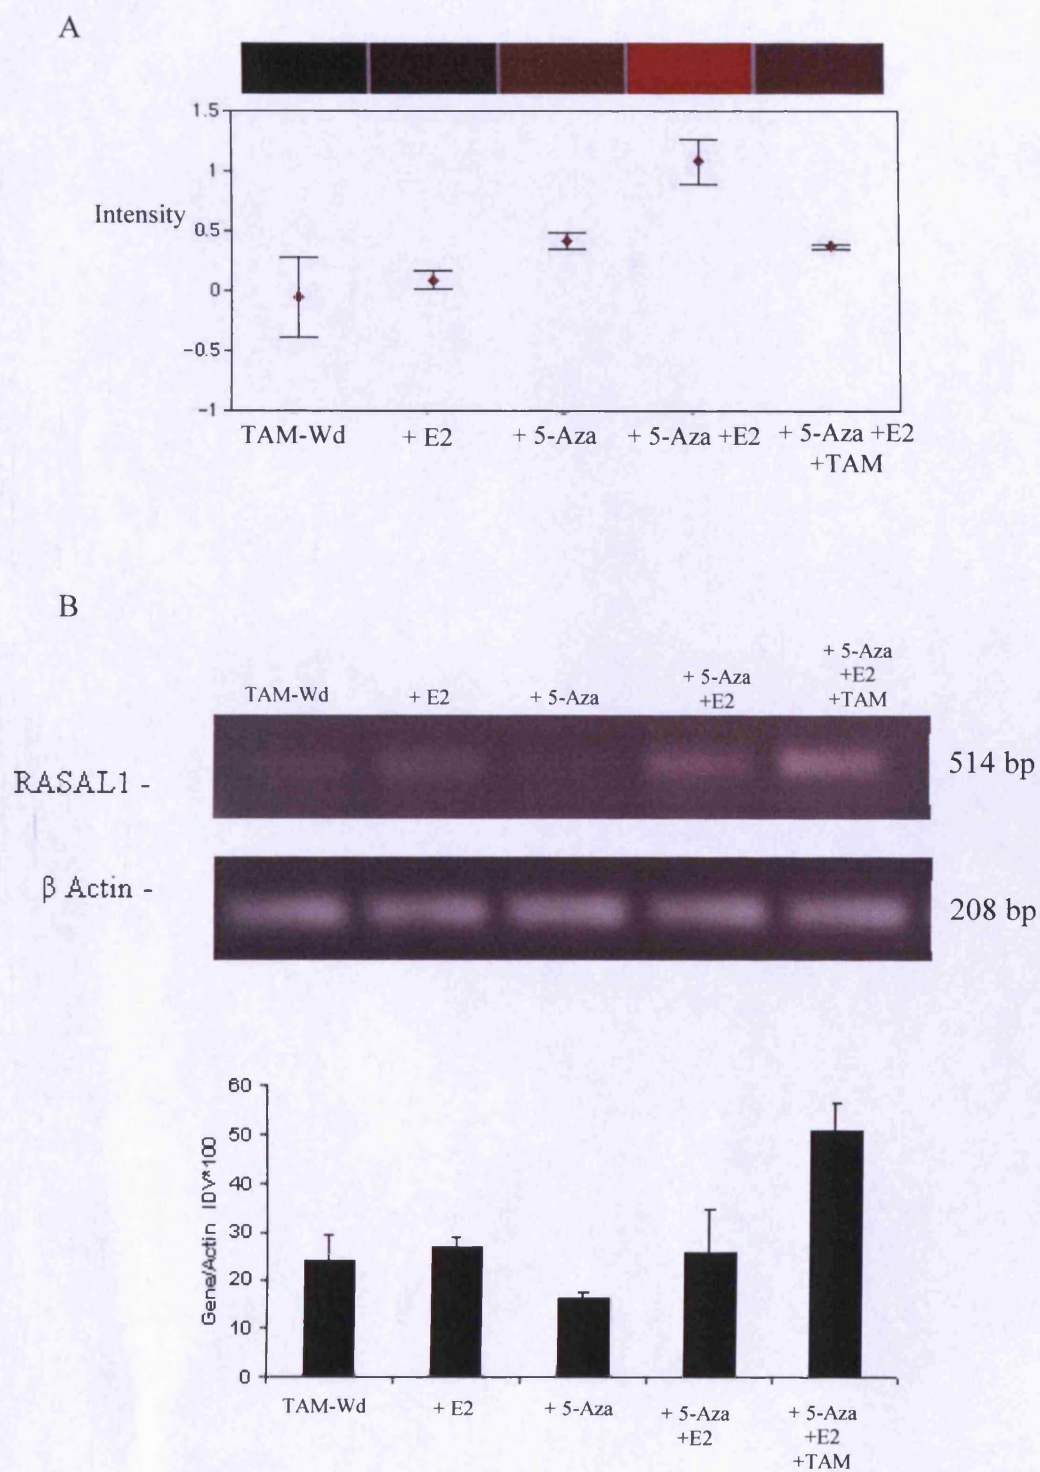 A
1.5
1
Intensity
0.5
0
-0.5
-1
TAM-Wd + E2 + 5-Aza + 5-Aza +E2 + 5-Aza +E2
+TAM
B
+ 5-Aza
+ 5-Aza +E2
TAM-Wd + E2 + 5-Aza +E2 +TAM
514 bp
RASAL1 -
β Actin -
208 bp
60
50
40
30
20
10
0
Gene/Actin IDV*100
TAM-Wd + E2 + 5-Aza + 5-Aza + 5-Aza
+E2 +E2
+TAM